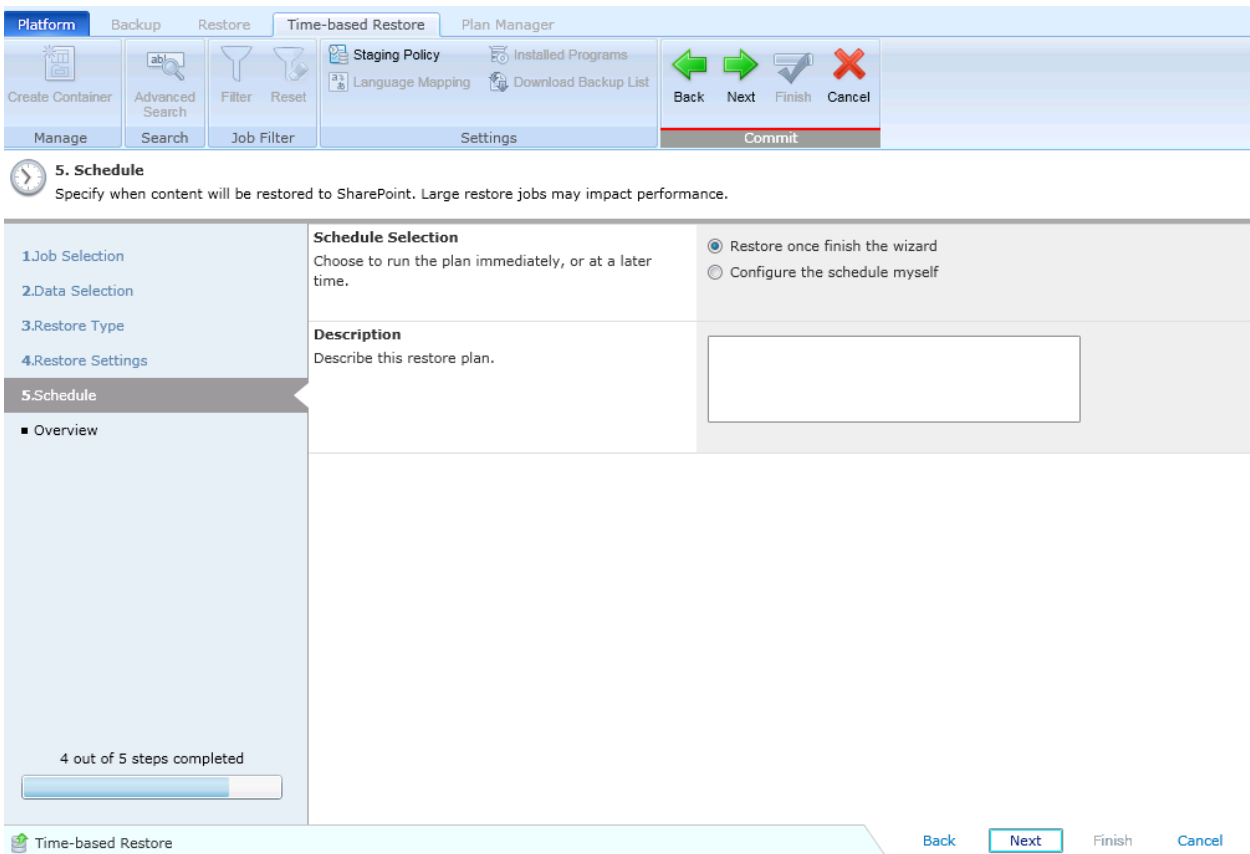 Platform Backup Restore Time-based Restore Plan Manager
Create Container
Advanced Search
Filter
Reset
Staging Policy
Language Mapping
Installed Programs
Download Backup List
Back
Next
Finish
Cancel
Manage Search Job Filter Settings Commit
5. Schedule
Specify when content will be restored to SharePoint. Large restore jobs may impact performance.
1.Job Selection
2.Data Selection
3.Restore Type
4.Restore Settings
5.Schedule
Overview
Schedule Selection
Choose to run the plan immediately, or at a later
time.
Restore once finish the wizard
Configure the schedule myself
Description
Describe this restore plan.
4 out of 5 steps completed
Time-based Restore
Back Next Finish Cancel